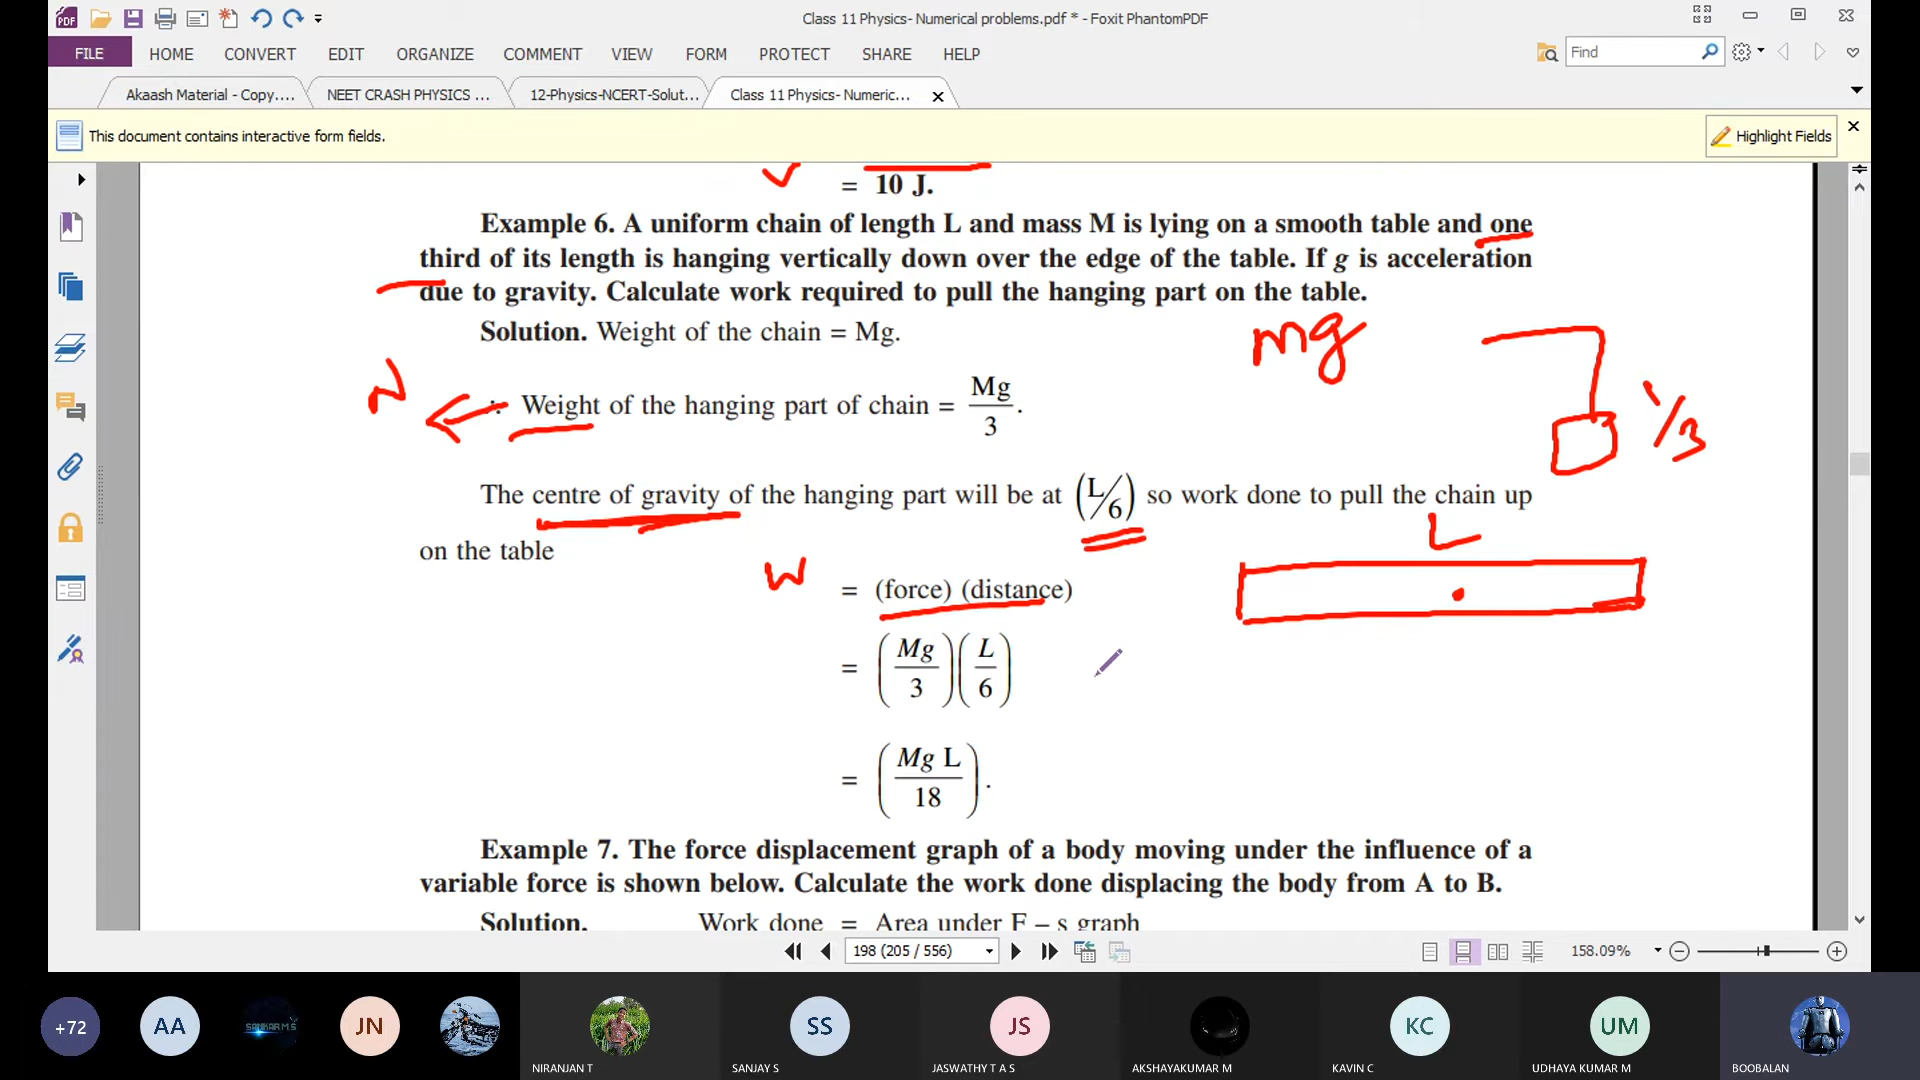 Class 11 Physics- Numerical problems.pdf * - Foxit PhantomPDF
FILE HOME CONVERT EDIT ORGANIZE COMMENT VIEW FORM PROTECT SHARE HELP
Find
Akaash Material - Copy.... NEET CRASH PHYSICS ... 12-Physics-NCERT-Solut... Class 11 Physics- Numeric...
This document contains interactive form fields.
Highlight Fields
= 10 J.
Example 6. A uniform chain of length L and mass M is lying on a smooth table and one
third of its length is hanging vertically down over the edge of the table. If g is acceleration
due to gravity. Calculate work required to pull the hanging part on the table.
Solution. Weight of the chain = Mg.
mg
N
∴ Weight of the hanging part of chain = Mg/3.
1/3
The centre of gravity of the hanging part will be at (L/6) so work done to pull the chain up
on the table
L
W = (force) (distance)
= (Mg/3)(L/6)
= (Mg L/18).
Example 7. The force displacement graph of a body moving under the influence of a
variable force is shown below. Calculate the work done displacing the body from A to B.
Solution. Work done = Area under F – s graph
198 (205 / 556)
158.09%
+72 AA SANKAR M S JN SS JS KC UM
NIRANJAN T SANJAY S JASWATHY T A S AKSHAYAKUMAR M KAVIN C UDHAYA KUMAR M BOOBALAN